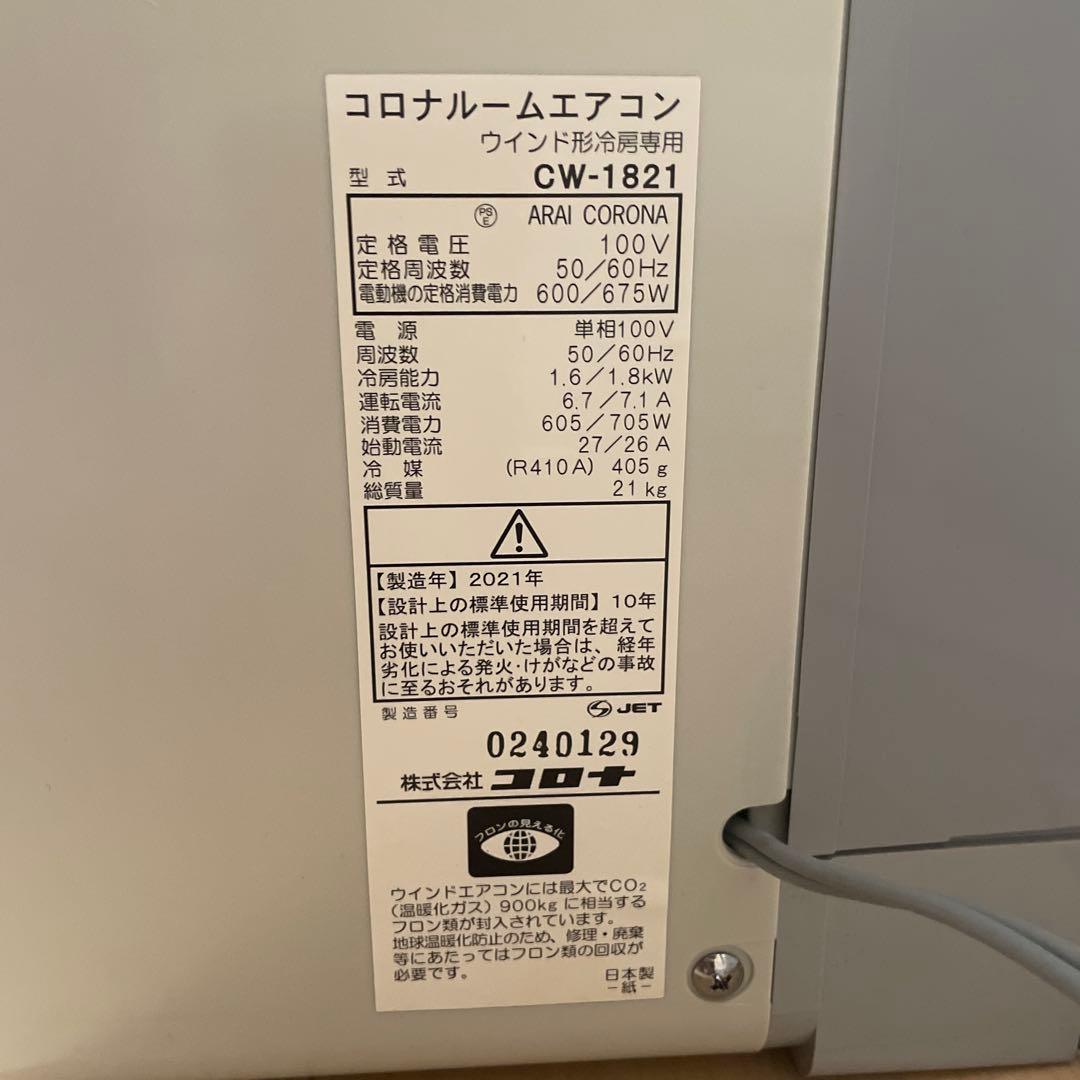 コロナルームエアコン
ウインド形冷房専用
型式 CW-1821
PSE ARAI CORONA
定格電圧 100V
定格周波数 50/60Hz
電動機の定格消費電力 600/675W
電源 単相100V
周波数 50/60Hz
冷房能力 1.6/1.8kW
運転電流 6.7/7.1A
消費電力 605/705W
始動電流 27/26A
冷媒 (R410A) 405g
総質量 21kg
【製造年】2021年
【設計上の標準使用期間】10年
設計上の標準使用期間を超えて
お使いいただいた場合は、経年
劣化による発火・けがなどの事故
に至るおそれがあります。
製造番号 JET
0240129
株式会社 コロナ
フロンの見える化
ウインドエアコンには最大でCO₂
(温暖化ガス)900kgに相当する
フロン類が封入されています。
地球温暖化防止のため、修理・廃棄
等にあたってはフロン類の回収が
必要です。 日本製
-紙-